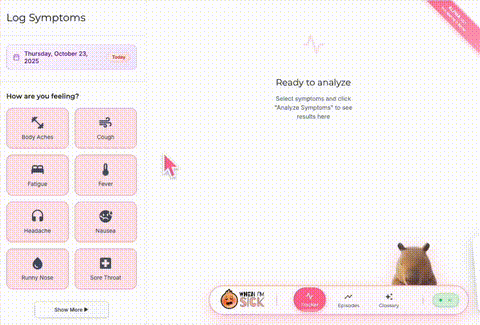 Log Symptoms
Thursday, October 23,
2025
Today
How are you feeling?
Body Aches
Cough
Fatigue
Fever
Headache
Nausea
Runny Nose
Sore Throat
Show More
Ready to analyze
Select symptoms and click
"Analyze Symptoms" to see
results here
WHEN I'M
SICK
Tracker
Episodes
Glossary